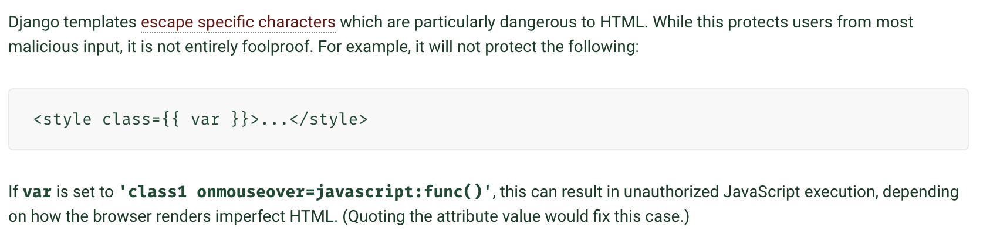 Django templates escape specific characters which are particularly dangerous to HTML. While this protects users from most
malicious input, it is not entirely foolproof. For example, it will not protect the following:
<style class={{ var }}>...</style>
If var is set to 'class1 onmouseover=javascript:func()', this can result in unauthorized JavaScript execution, depending
on how the browser renders imperfect HTML. (Quoting the attribute value would fix this case.)